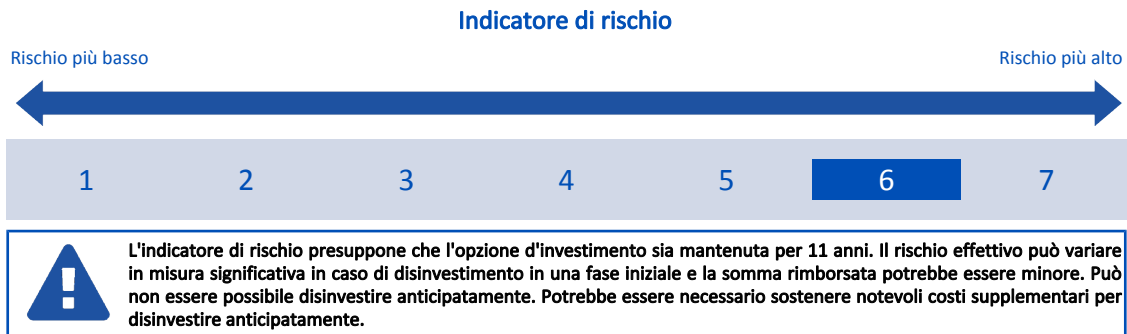 Indicatore di rischio
Rischio più basso
Rischio più alto
1 2 3 4 5 6 7
L'indicatore di rischio presuppone che l'opzione d'investimento sia mantenuta per 11 anni. Il rischio effettivo può variare
in misura significativa in caso di disinvestimento in una fase iniziale e la somma rimborsata potrebbe essere minore. Può
non essere possibile disinvestire anticipatamente. Potrebbe essere necessario sostenere notevoli costi supplementari per
disinvestire anticipatamente.